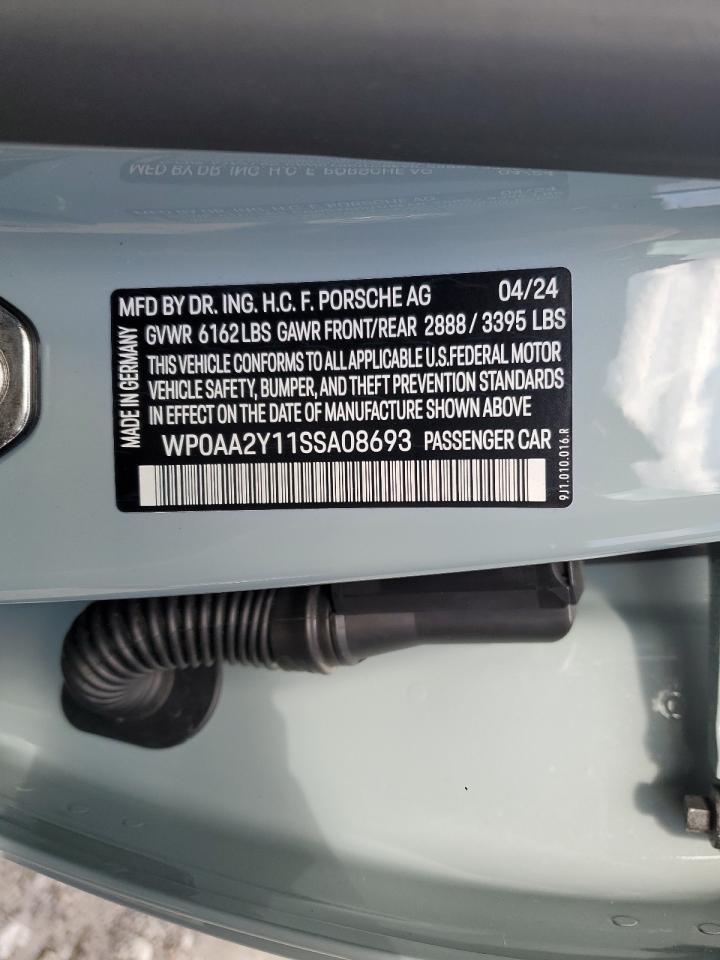 MFD BY DR. ING. H.C. F. PORSCHE AG 04/24
GVWR 6162LBS GAWR FRONT/REAR 2888 / 3395 LBS
THIS VEHICLE CONFORMS TO ALL APPLICABLE U.S.FEDERAL MOTOR
VEHICLE SAFETY, BUMPER, AND THEFT PREVENTION STANDARDS
IN EFFECT ON THE DATE OF MANUFACTURE SHOWN ABOVE
WP0AA2Y11SSA08693 PASSENGER CAR
MADE IN GERMANY
9J1.010.016.R